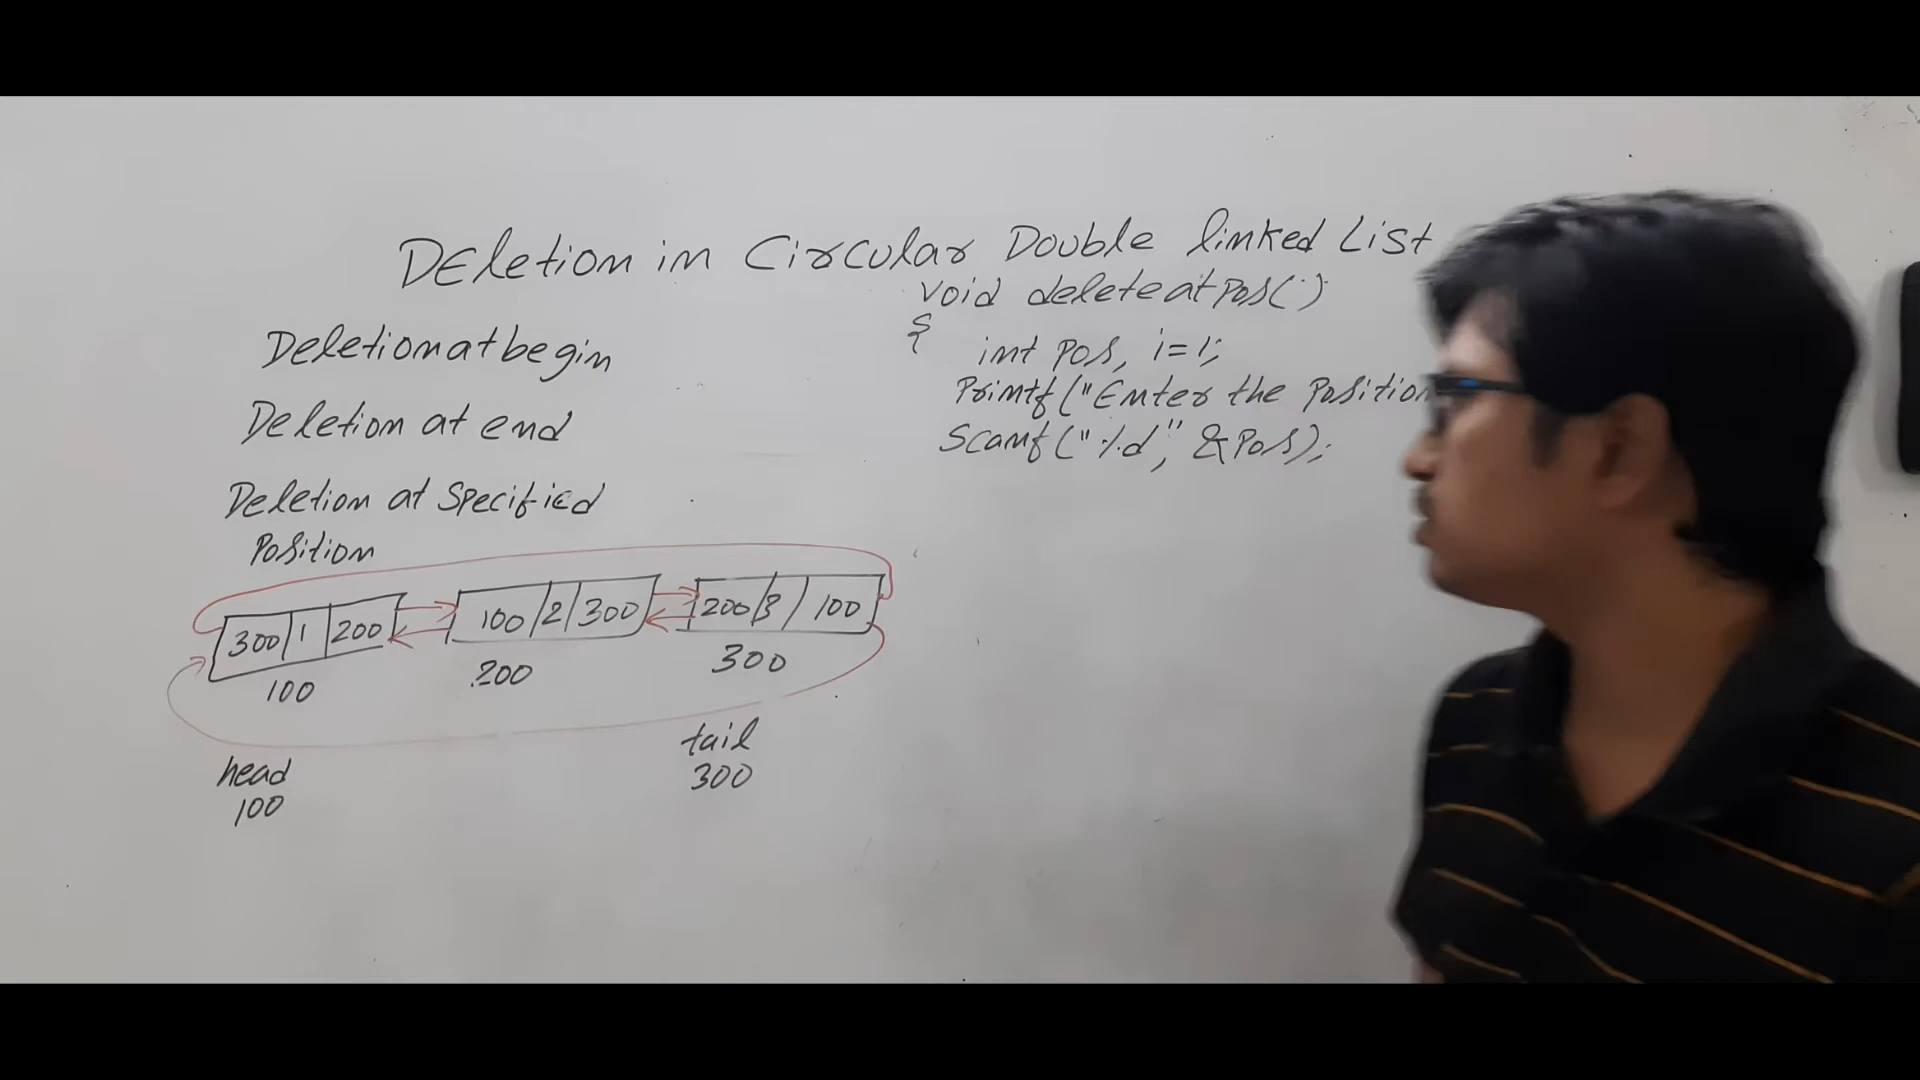 Deletion in Circular Double linked List
Deletion at begin
Deletion at end
Deletion at Specified
Position
300 1 200
100 2 300
200 3 100
100
200
300
head
100
tail
300
void deleteatpos()
{
int pos, i=1;
Printf("Enter the Position
Scanf("%d", &pos);